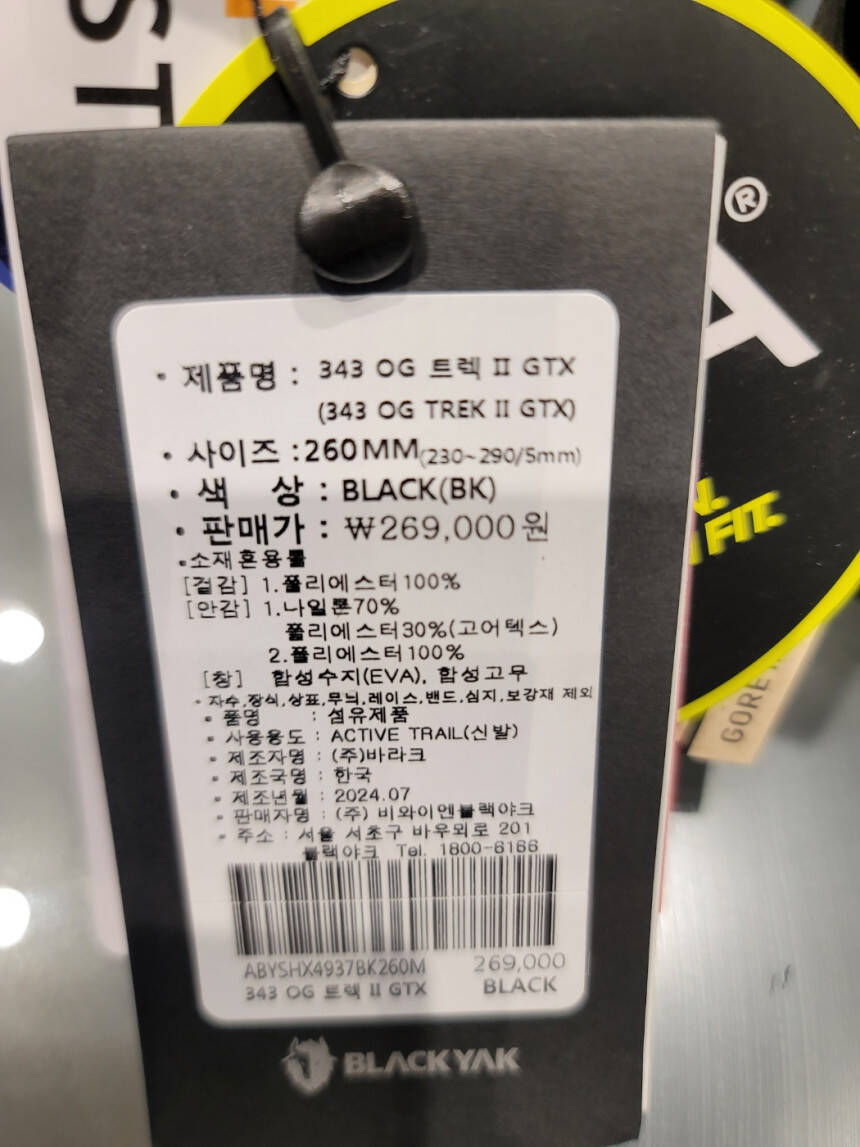 ST
®
A
N.
FIT.
GORE
• 제품명 : 343 OG 트렉 II GTX
(343 OG TREK II GTX)
• 사이즈 : 260MM(230~290/5mm)
• 색 상 : BLACK(BK)
• 판매가 : ₩269,000원
•소재혼용률
[겉감] 1.폴리에스터100%
[안감] 1.나일론70%
폴리에스터30%(고어텍스)
2.폴리에스터100%
[창] 합성수지(EVA), 합성고무
• 자수,장식,상표,무늬,레이스,밴드,심지,보강재 제외
• 품명 : 섬유제품
• 사용용도 : ACTIVE TRAIL(신발)
• 제조자명 : (주)바라크
• 제조국명 : 한국
• 제조년월 : 2024.07
• 판매자명 : (주) 비와이엔블랙야크
• 주소 : 서울 서초구 바우뫼로 201
블랙야크 Tel. 1800-6166
ABYSHX4937BK260M 269,000
343 OG 트렉 II GTX BLACK
BLACKYAK